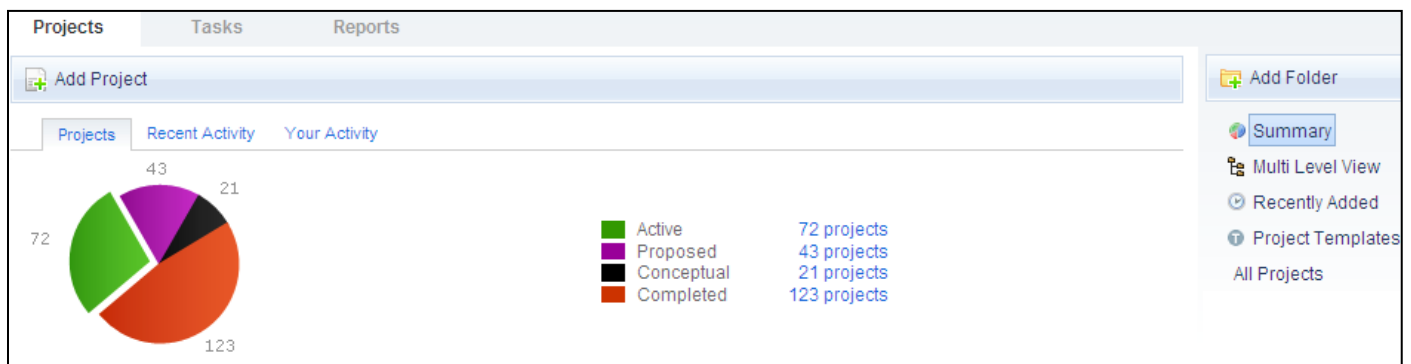 Projects Tasks Reports
Add Project
Projects Recent Activity Your Activity
43
21
72
123
Active 72 projects
Proposed 43 projects
Conceptual 21 projects
Completed 123 projects
Add Folder
Summary
Multi Level View
Recently Added
T Project Templates
All Projects